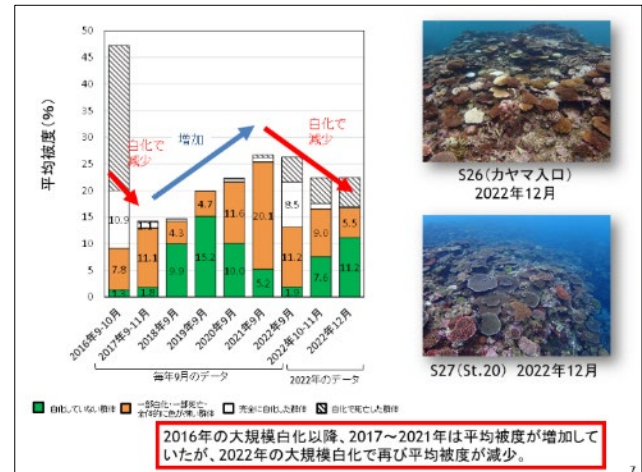 平均被度(%)
50
45
40
35
30
25
20
15
10
5
0
白化で
減少
増加
白化で
減少
10.9
7.8
1.3
1.1
11.1
1.8
4.3
9.9
4.7
15.2
11.6
10.0
20.1
5.2
8.5
11.2
1.9
9.0
7.6
5.5
11.2
2016年9-10月
2017年9-11月
2018年9月
2019年9月
2020年9月
2021年9月
2022年9月
2022年10-11月
2022年12月
毎年9月のデータ
2022年のデータ
白化していない群体
一部白化・一部死亡・
全体的に色が薄い群体
完全に白化した群体
白化で死亡した群体
S26(カヤマ入口)
2022年12月
S27(St.20) 2022年12月
2016年の大規模白化以降、2017～2021年は平均被度が増加して
いたが、2022年の大規模白化で再び平均被度が減少。
7